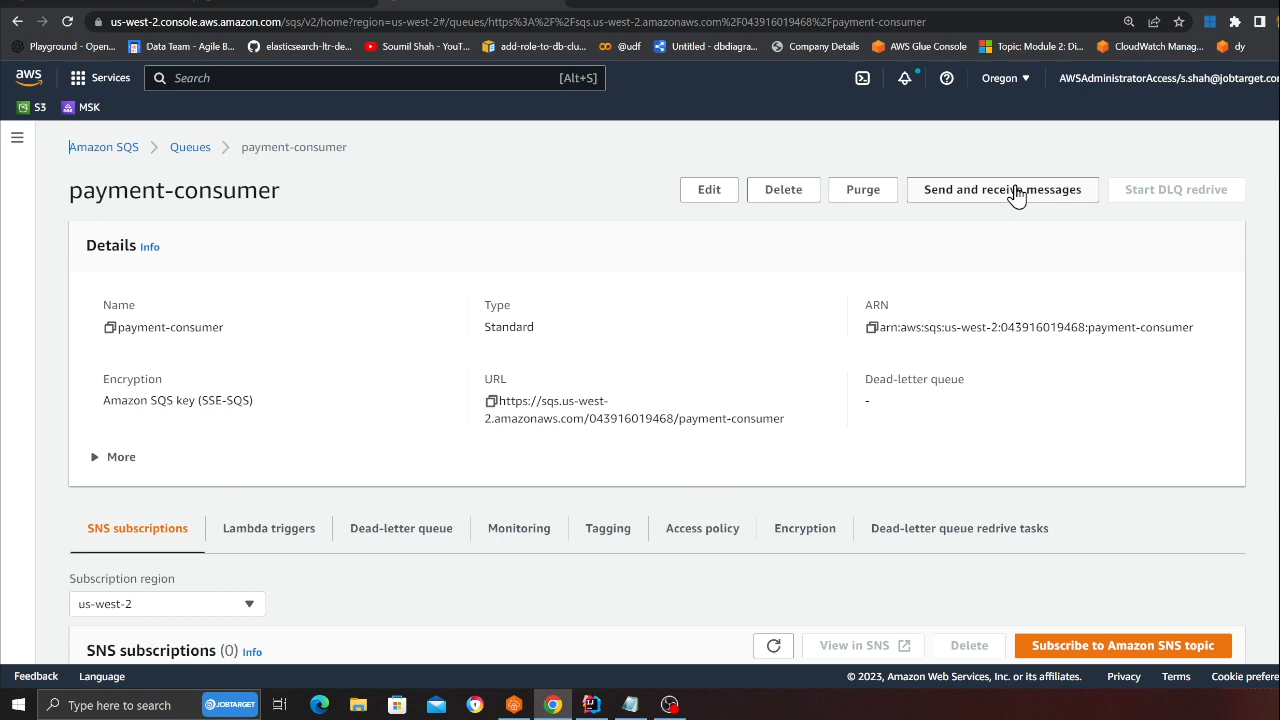 us-west-2.console.aws.amazon.com/sqs/v2/home?region=us-west-2#/queues/https%3A%2F%2Fsqs.us-west-2.amazonaws.com%2F043916019468%2Fpayment-consumer
Playground - Open... Data Team - Agile B... elasticsearch-ltr-de... Soumil Shah - YouT... add-role-to-db-clu... @udf Untitled - dbdiagra... Company Details AWS Glue Console Topic: Module 2: Di... CloudWatch Manag... dy
aws Services Search [Alt+S] Oregon AWSAdministratorAccess/s.shah@jobtarget.co
S3 MSK
Amazon SQS Queues payment-consumer
payment-consumer Edit Delete Purge Send and receive messages Start DLQ redrive
Details Info
Name Type ARN
payment-consumer Standard arn:aws:sqs:us-west-2:043916019468:payment-consumer
Encryption URL Dead-letter queue
Amazon SQS key (SSE-SQS) https://sqs.us-west- -
2.amazonaws.com/043916019468/payment-consumer
More
SNS subscriptions Lambda triggers Dead-letter queue Monitoring Tagging Access policy Encryption Dead-letter queue redrive tasks
Subscription region
us-west-2
SNS subscriptions (0) Info View in SNS Delete Subscribe to Amazon SNS topic
Feedback Language © 2023, Amazon Web Services, Inc. or its affiliates. Privacy Terms Cookie prefere
Type here to search JOBTARGET